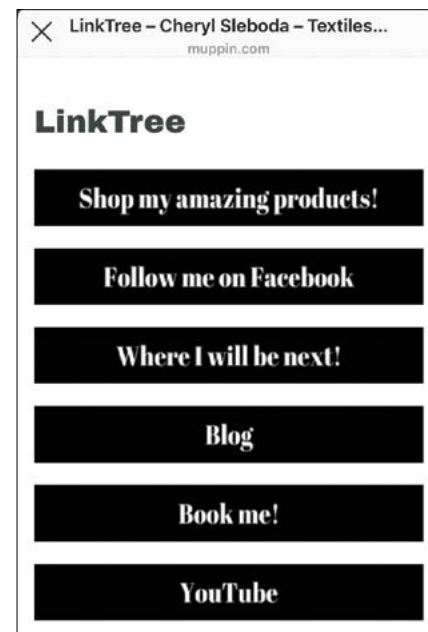 LinkTree – Cheryl Sleboda – Textiles...
muppin.com
LinkTree
Shop my amazing products!
Follow me on Facebook
Where I will be next!
Blog
Book me!
YouTube